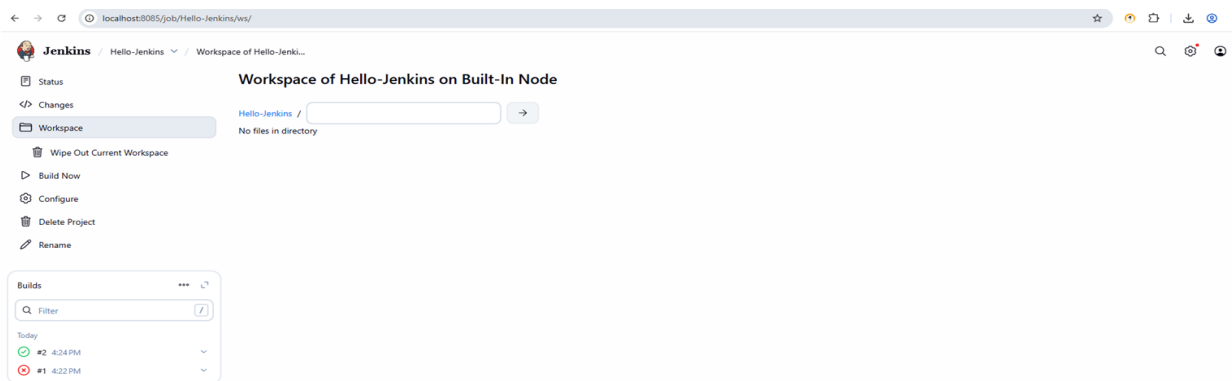 localhost:8085/job/Hello-Jenkins/ws/
Jenkins / Hello-Jenkins / Workspace of Hello-Jenki...
Status
Changes
Workspace
Wipe Out Current Workspace
Build Now
Configure
Delete Project
Rename
Workspace of Hello-Jenkins on Built-In Node
Hello-Jenkins /
No files in directory
Builds
Filter /
Today
#2 4:24 PM
#1 4:22 PM